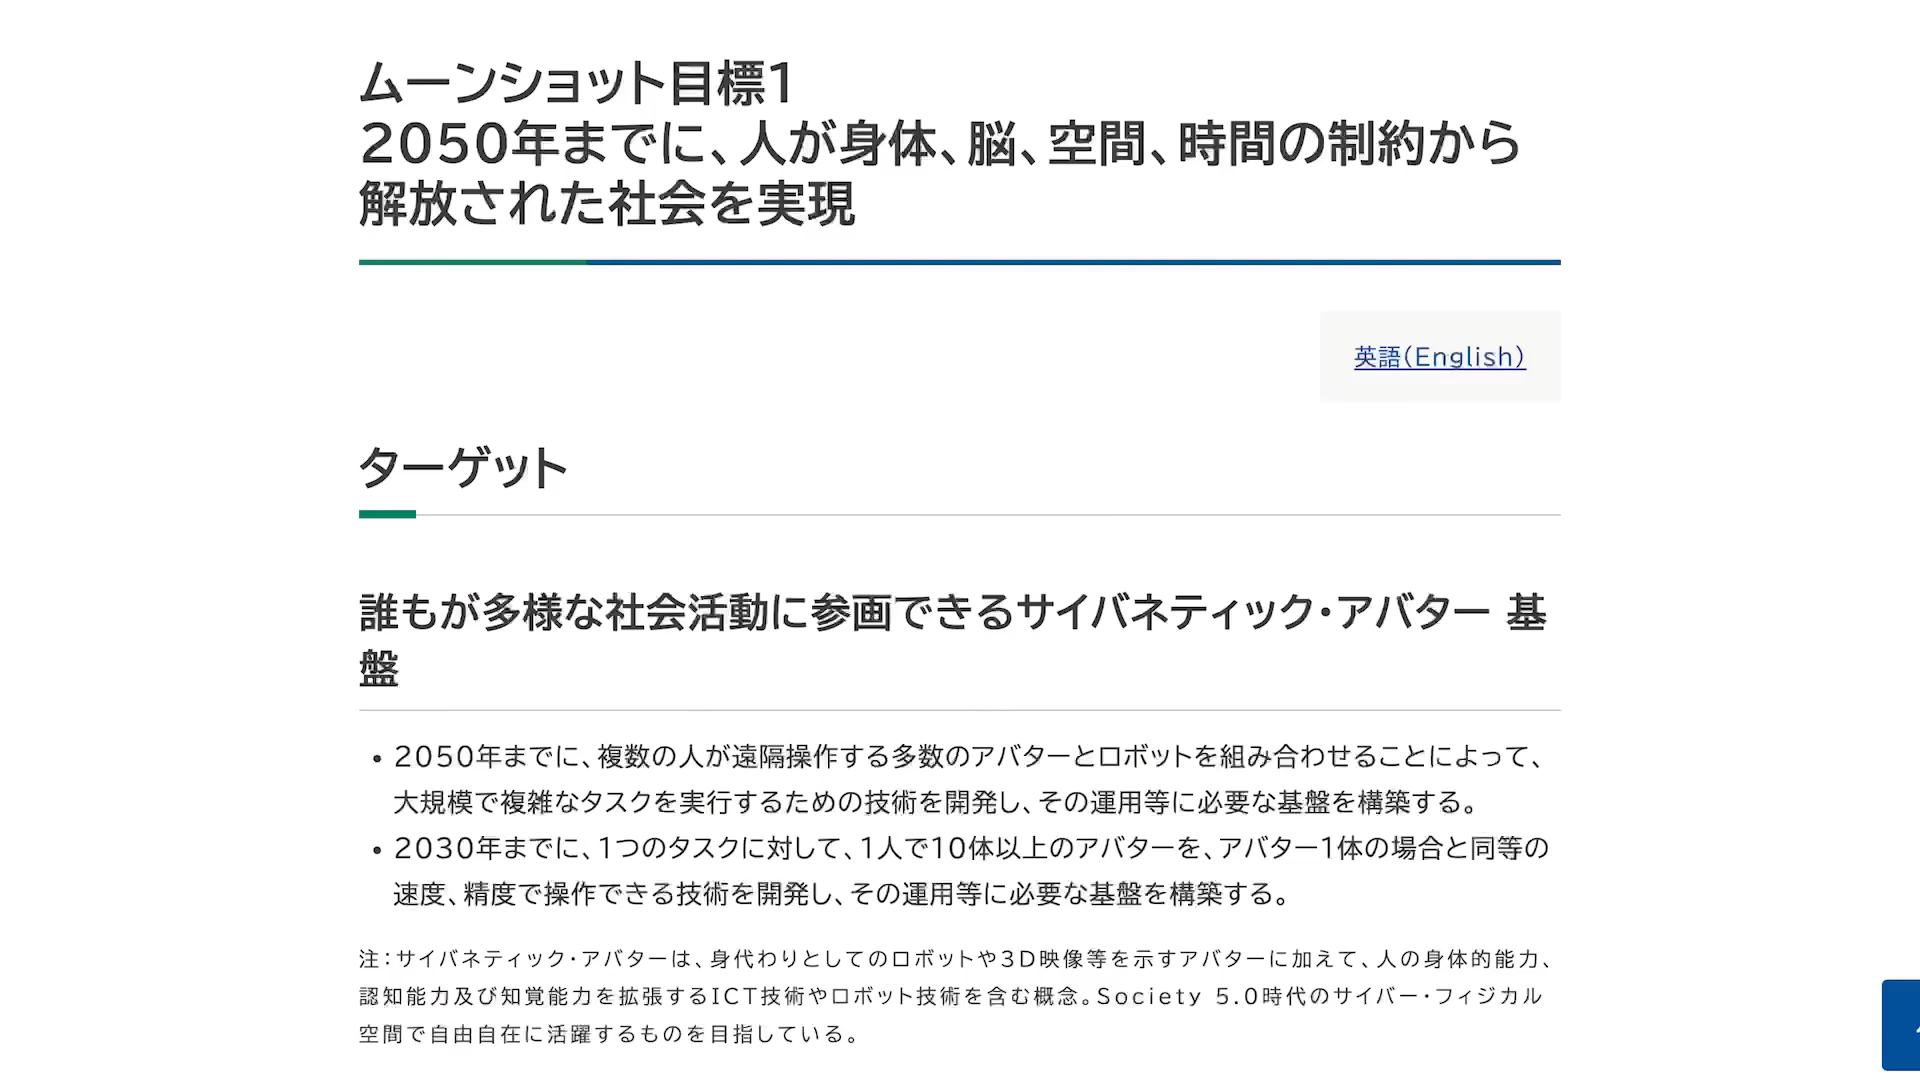 ムーンショット目標1
2050年までに、人が身体、脳、空間、時間の制約から
解放された社会を実現
英語（English）
ターゲット
誰もが多様な社会活動に参画できるサイバネティック・アバター 基
盤
• 2050年までに、複数の人が遠隔操作する多数のアバターとロボットを組み合わせることによって、
大規模で複雑なタスクを実行するための技術を開発し、その運用等に必要な基盤を構築する。
• 2030年までに、1つのタスクに対して、1人で10体以上のアバターを、アバター1体の場合と同等の
速度、精度で操作できる技術を開発し、その運用等に必要な基盤を構築する。
注：サイバネティック・アバターは、身代わりとしてのロボットや3D映像等を示すアバターに加えて、人の身体的能力、
認知能力及び知覚能力を拡張するICT技術やロボット技術を含む概念。Society 5.0時代のサイバー・フィジカル
空間で自由自在に活躍するものを目指している。